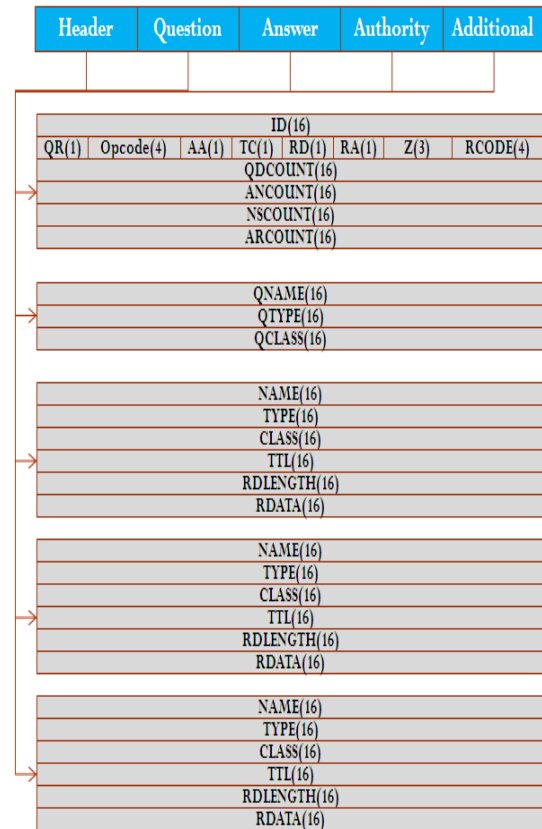 Header Question Answer Authority Additional
ID(16)
QR(1) Opcode(4) AA(1) TC(1) RD(1) RA(1) Z(3) RCODE(4)
QDCOUNT(16)
ANCOUNT(16)
NSCOUNT(16)
ARCOUNT(16)
QNAME(16)
QTYPE(16)
QCLASS(16)
NAME(16)
TYPE(16)
CLASS(16)
TTL(16)
RDLENGTH(16)
RDATA(16)
NAME(16)
TYPE(16)
CLASS(16)
TTL(16)
RDLENGTH(16)
RDATA(16)
NAME(16)
TYPE(16)
CLASS(16)
TTL(16)
RDLENGTH(16)
RDATA(16)